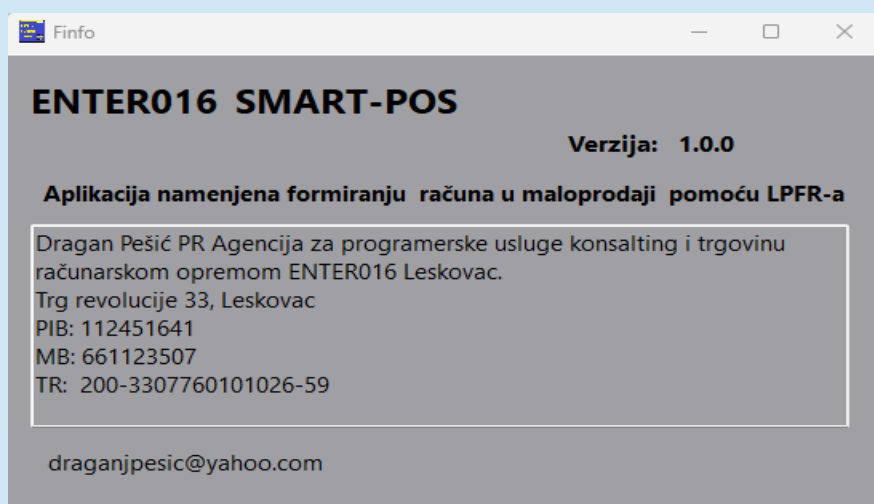 Finfo
ENTER016 SMART-POS
Verzija: 1.0.0
Aplikacija namenjena formiranju računa u maloprodaji pomoću LPFR-a
Dragan Pešić PR Agencija za programerske usluge konsalting i trgovinu
računarskom opremom ENTER016 Leskovac.
Trg revolucije 33, Leskovac
PIB: 112451641
MB: 661123507
TR: 200-3307760101026-59
draganjpesic@yahoo.com